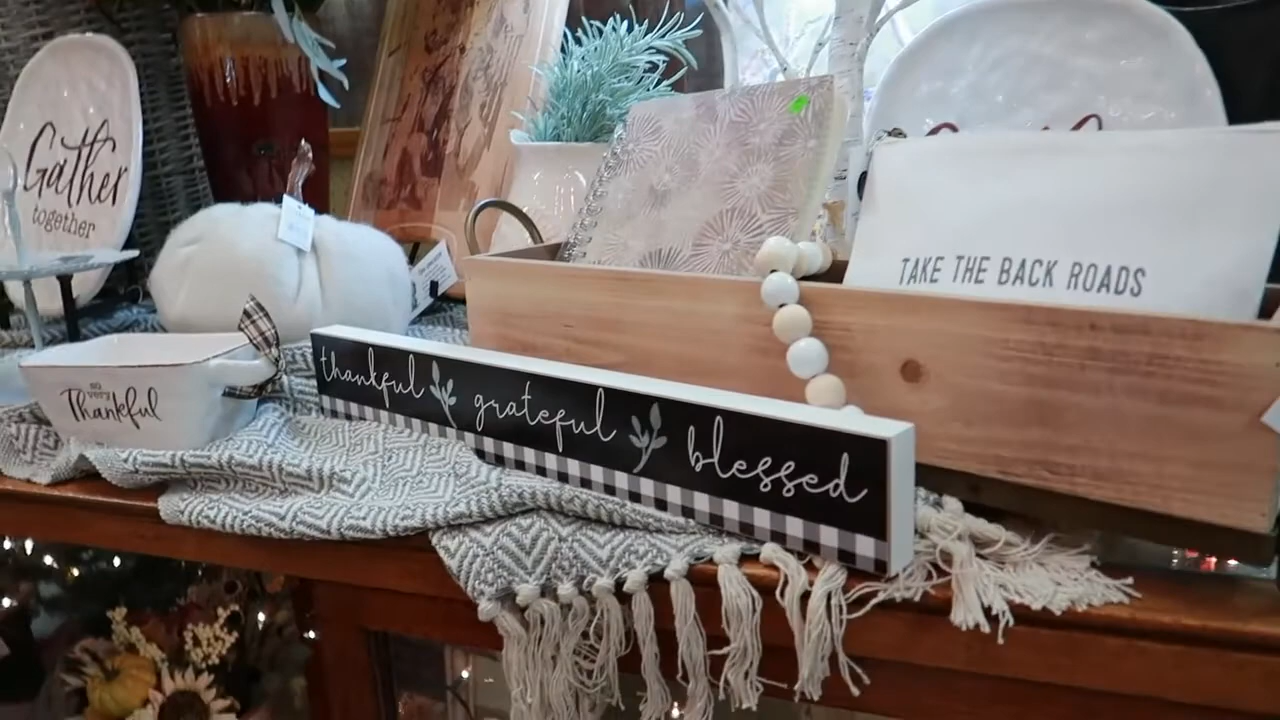 Gather
together
so
very
Thankful
thankful grateful blessed
TAKE THE BACK ROADS